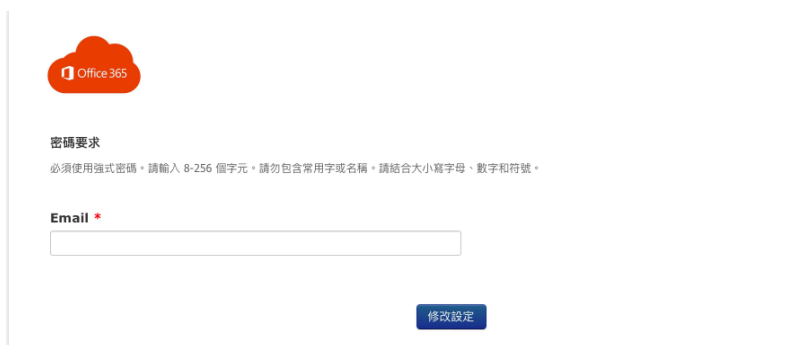 Office 365
密碼要求
必須使用強式密碼。請輸入 8-256 個字元。請勿包含常用字或名稱。請結合大小寫字母、數字和符號。
Email *
修改設定